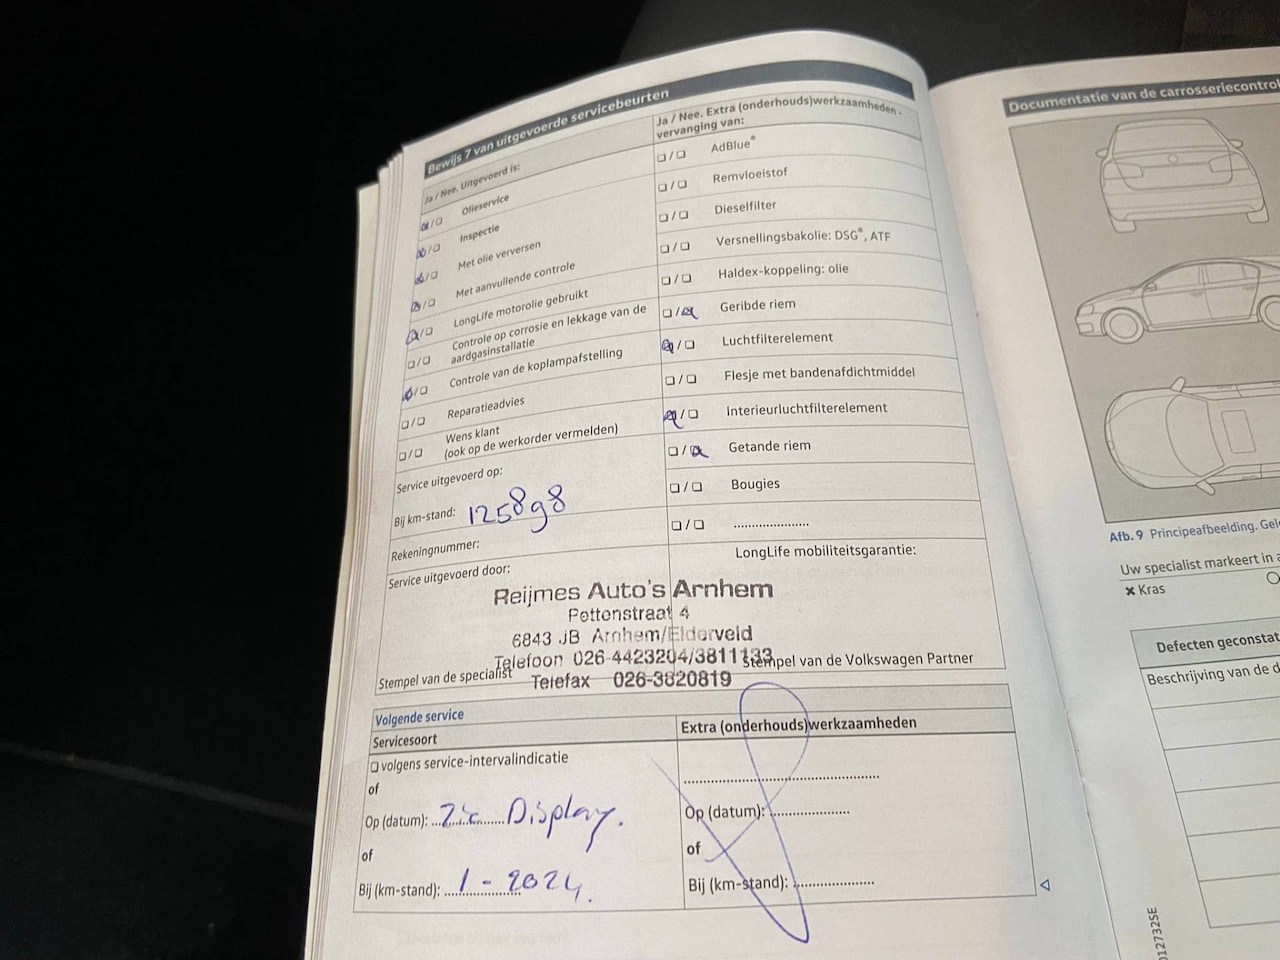 Bewijs 7 van uitgevoerde servicebeurten
Ja / Nee. Uitgevoerd is:
Olieservice
Inspectie
Met olie verversen
Met aanvullende controle
LongLife motorolie gebruikt
Controle op corrosie en lekkage van de
aardgasinstallatie
Controle van de koplampafstelling
Reparatieadvies
Wens klant
(ook op de werkorder vermelden)
Service uitgevoerd op:
Bij km-stand: 125898
Rekeningnummer:
Service uitgevoerd door:
Ja / Nee. Extra (onderhouds)werkzaamheden -
vervanging van:
AdBlue®
Remvloeistof
Dieselfilter
Versnellingsbakolie: DSG®, ATF
Haldex-koppeling: olie
Geribde riem
Luchtfilterelement
Flesje met bandenafdichtmiddel
Interieurluchtfilterelement
Getande riem
Bougies
LongLife mobiliteitsgarantie:
Reijmes Auto's Arnhem
Pettenstraat 4
6843 JB Arnhem/Elderveld
Telefoon 026-4423204/3811133
Telefax 026-3820819
Stempel van de specialist
Stempel van de Volkswagen Partner
Volgende service
Servicesoort
volgens service-intervalindicatie
of
Op (datum): Zie Display.
of
Bij (km-stand): 1-2024.
Extra (onderhouds)werkzaamheden
Op (datum):
of
Bij (km-stand):
Documentatie van de carrosseriecontrol
Afb. 9 Principeafbeelding. Gel
Uw specialist markeert in
× Kras
Defecten geconstat
Beschrijving van de d
012732SE